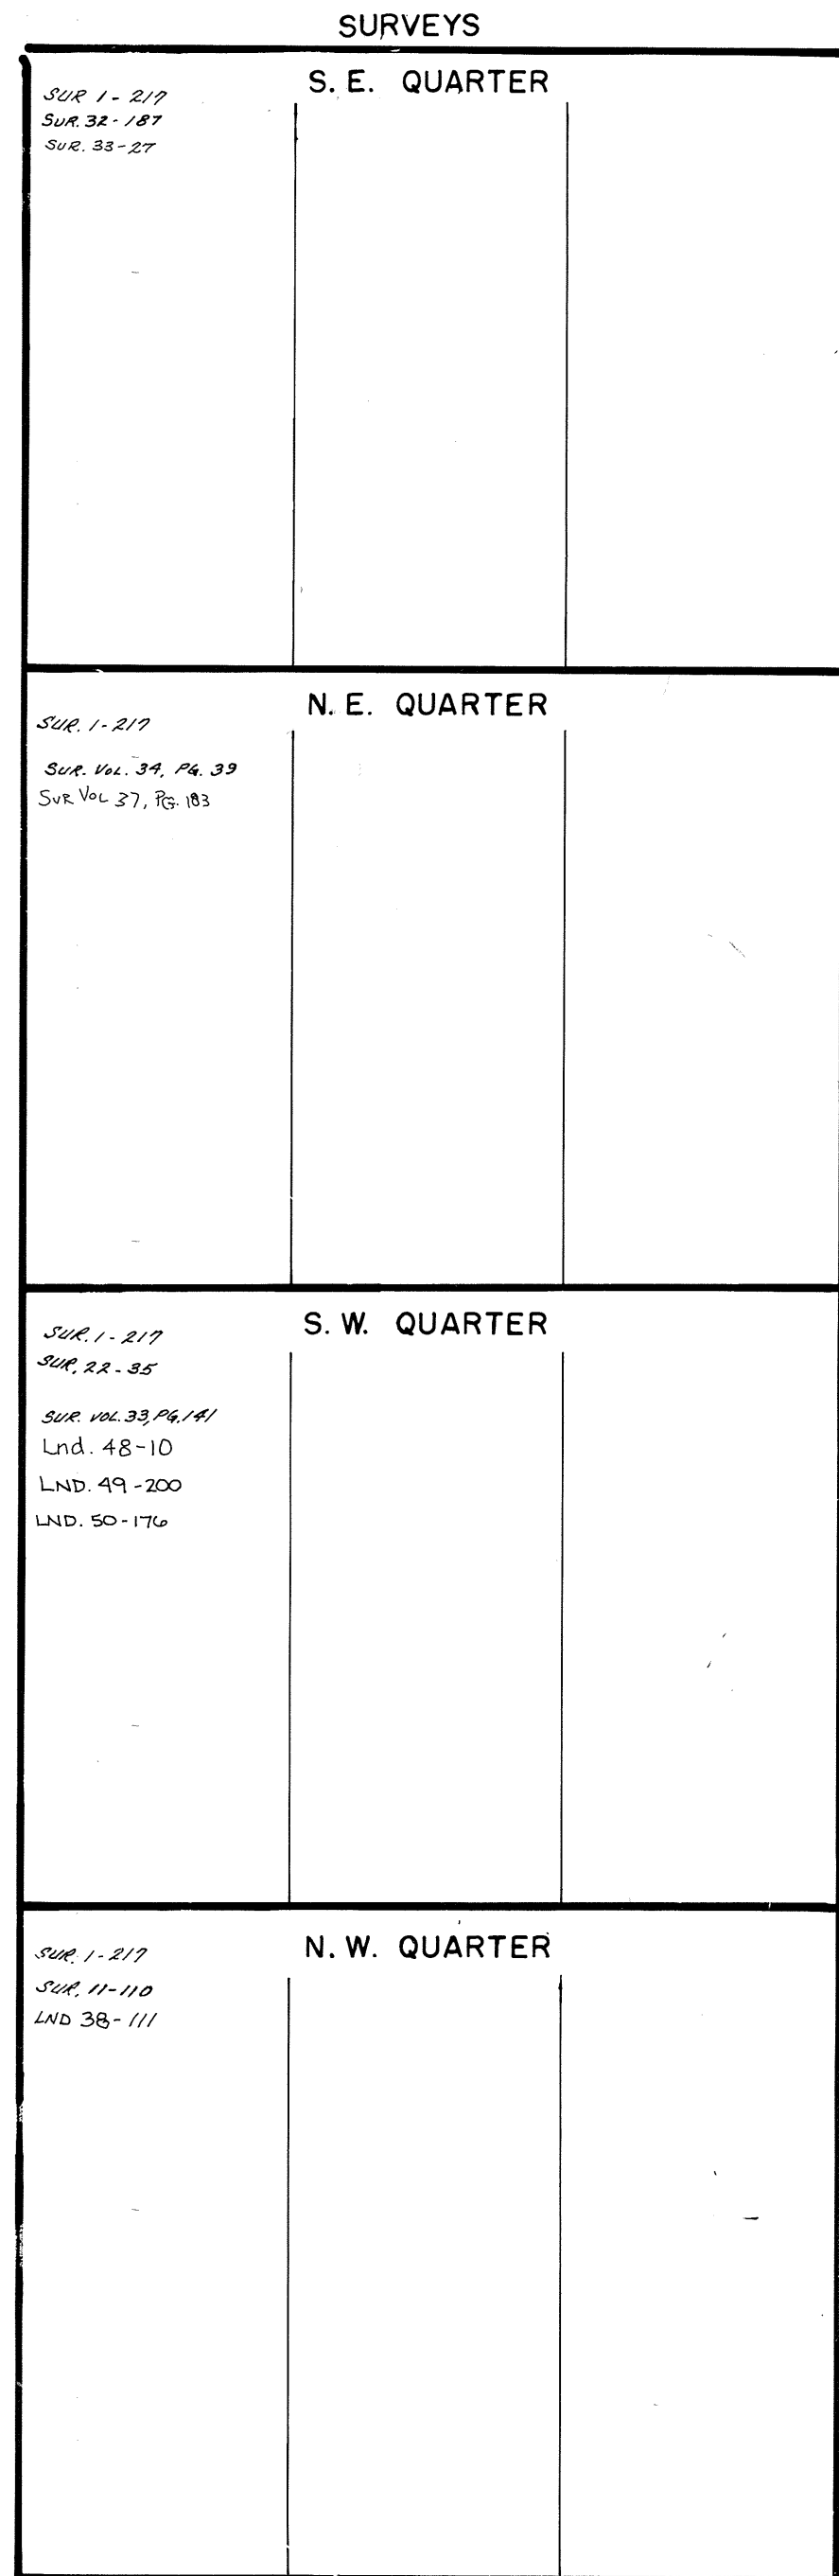 SURVEYS
S. E. QUARTER
SUR 1 - 217
SUR. 32 - 187
SUR. 33 - 27
N. E. QUARTER
SUR. 1 - 217
SUR. VOL. 34, PG. 39
SUR VOL 37, PG. 183
S. W. QUARTER
SUR. 1 - 217
SUR. 22 - 35
SUR. VOL. 33, PG. 141
Lnd. 48-10
LND. 49 - 200
LND. 50 - 176
N. W. QUARTER
SUR. 1 - 217
SUR. 11 - 110
LND 38 - 111